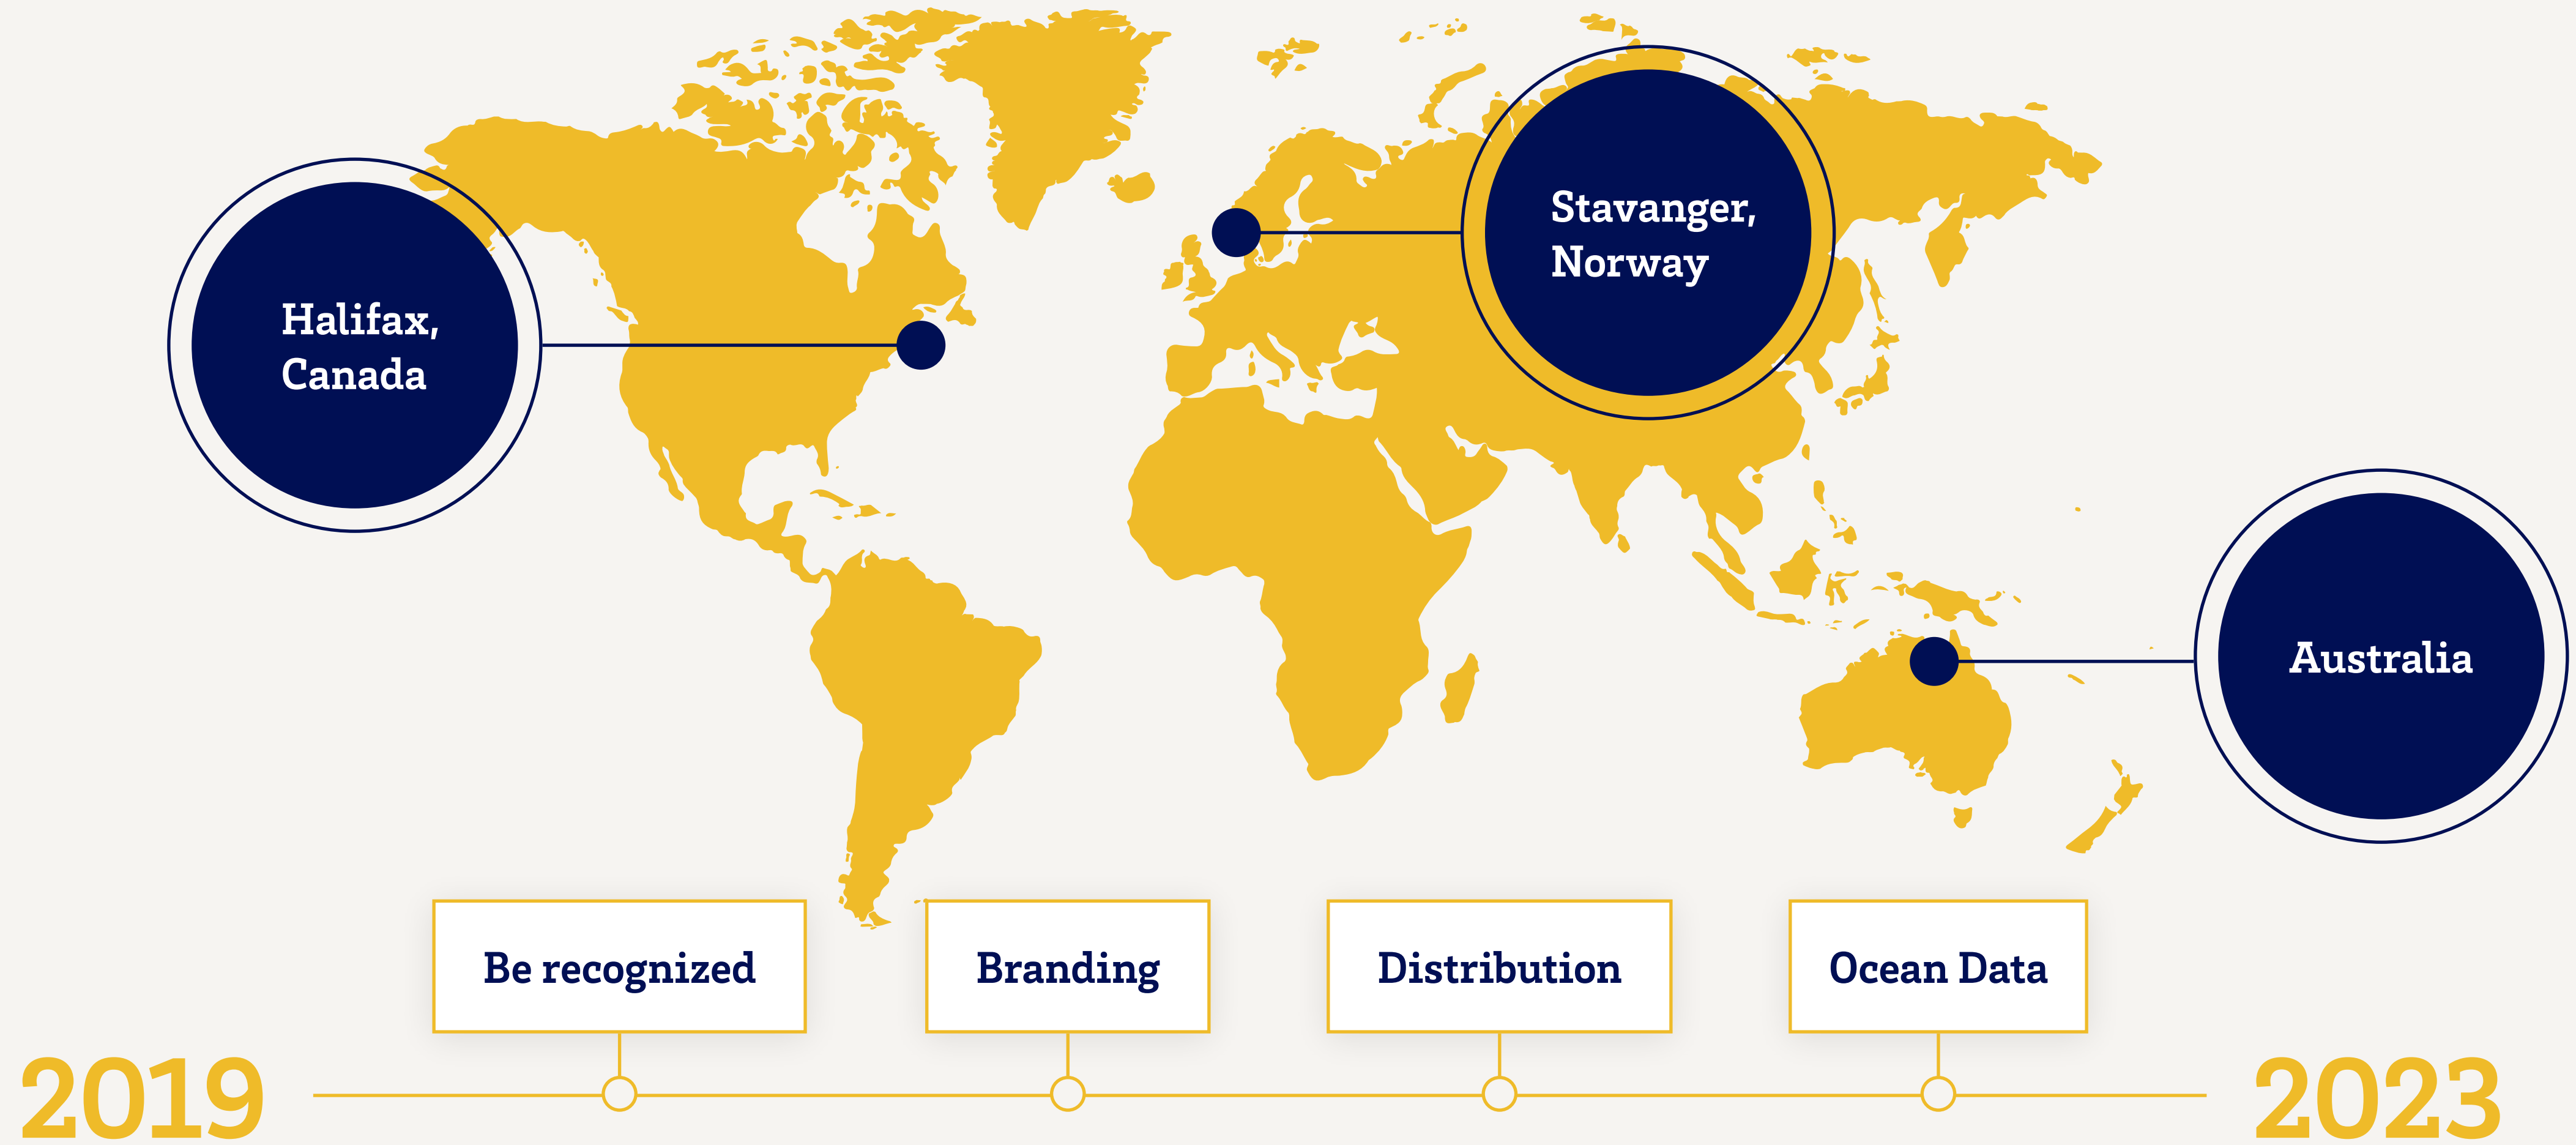 Halifax,
Canada
Stavanger,
Norway
Australia
Be recognized
Branding
Distribution
Ocean Data
2019
2023